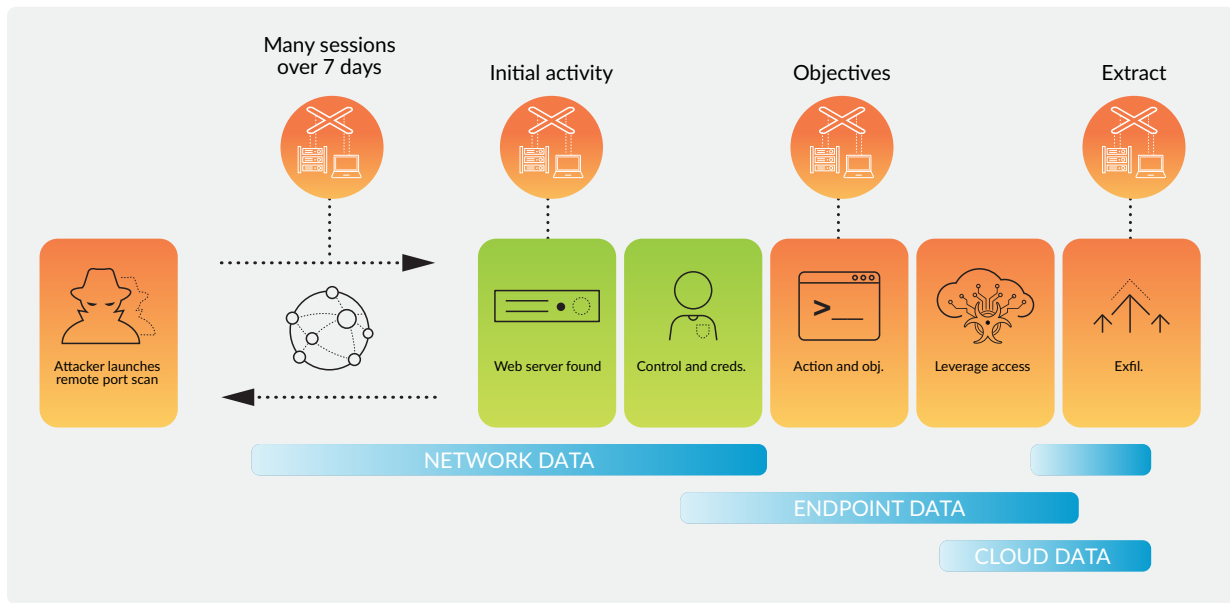 Many sessions
over 7 days
Initial activity
Objectives
Extract
Attacker launches
remote port scan
Web server found
Control and creds.
>__
Action and obj.
Leverage access
Exfil.
NETWORK DATA
ENDPOINT DATA
CLOUD DATA